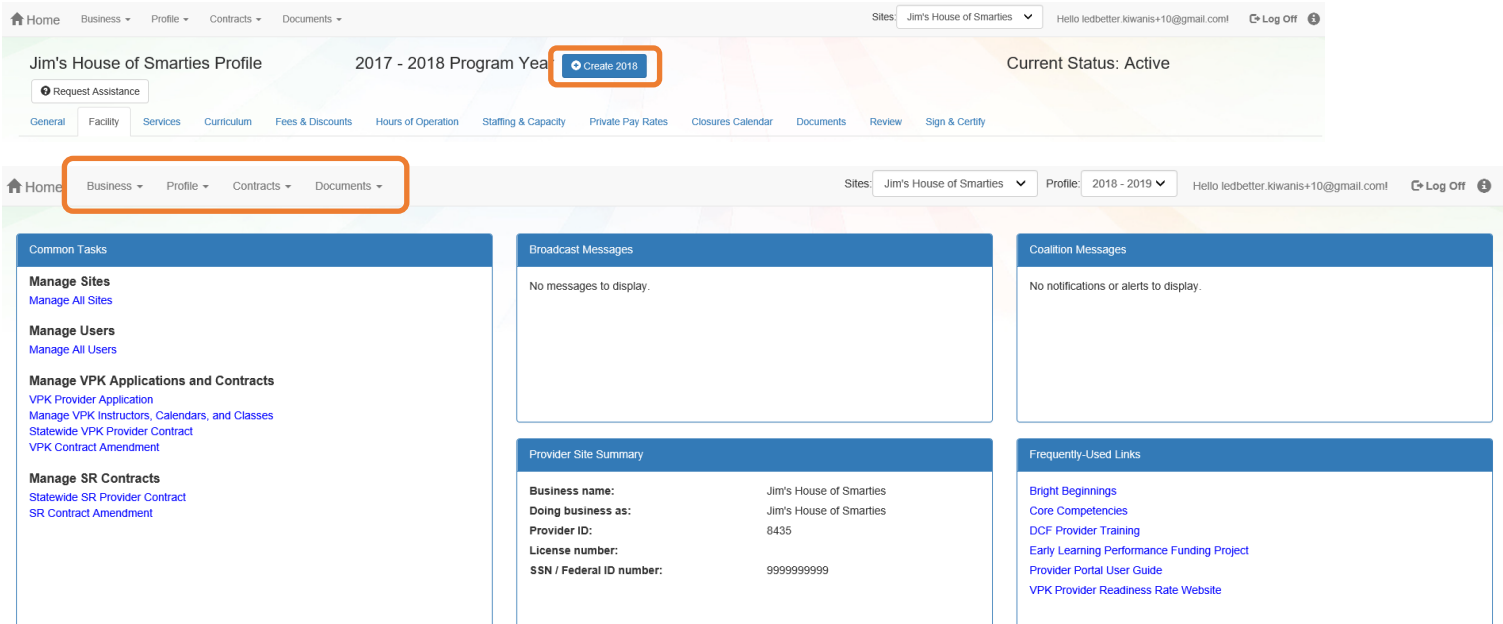 Home Business Profile Contracts Documents Sites: Jim's House of Smarties Hello ledbetter.kiwanis+10@gmail.com! Log Off
Jim's House of Smarties Profile 2017 - 2018 Program Year Create 2018 Current Status: Active
Request Assistance
General Facility Services Curriculum Fees & Discounts Hours of Operation Staffing & Capacity Private Pay Rates Closures Calendar Documents Review Sign & Certify
Home Business Profile Contracts Documents Sites: Jim's House of Smarties Profile: 2018 - 2019 Hello ledbetter.kiwanis+10@gmail.com! Log Off
Common Tasks
Manage Sites
Manage All Sites
Manage Users
Manage All Users
Manage VPK Applications and Contracts
VPK Provider Application
Manage VPK Instructors, Calendars, and Classes
Statewide VPK Provider Contract
VPK Contract Amendment
Manage SR Contracts
Statewide SR Provider Contract
SR Contract Amendment
Broadcast Messages
No messages to display.
Coalition Messages
No notifications or alerts to display.
Provider Site Summary
Business name: Jim's House of Smarties
Doing business as: Jim's House of Smarties
Provider ID: 8435
License number:
SSN / Federal ID number: 9999999999
Frequently-Used Links
Bright Beginnings
Core Competencies
DCF Provider Training
Early Learning Performance Funding Project
Provider Portal User Guide
VPK Provider Readiness Rate Website